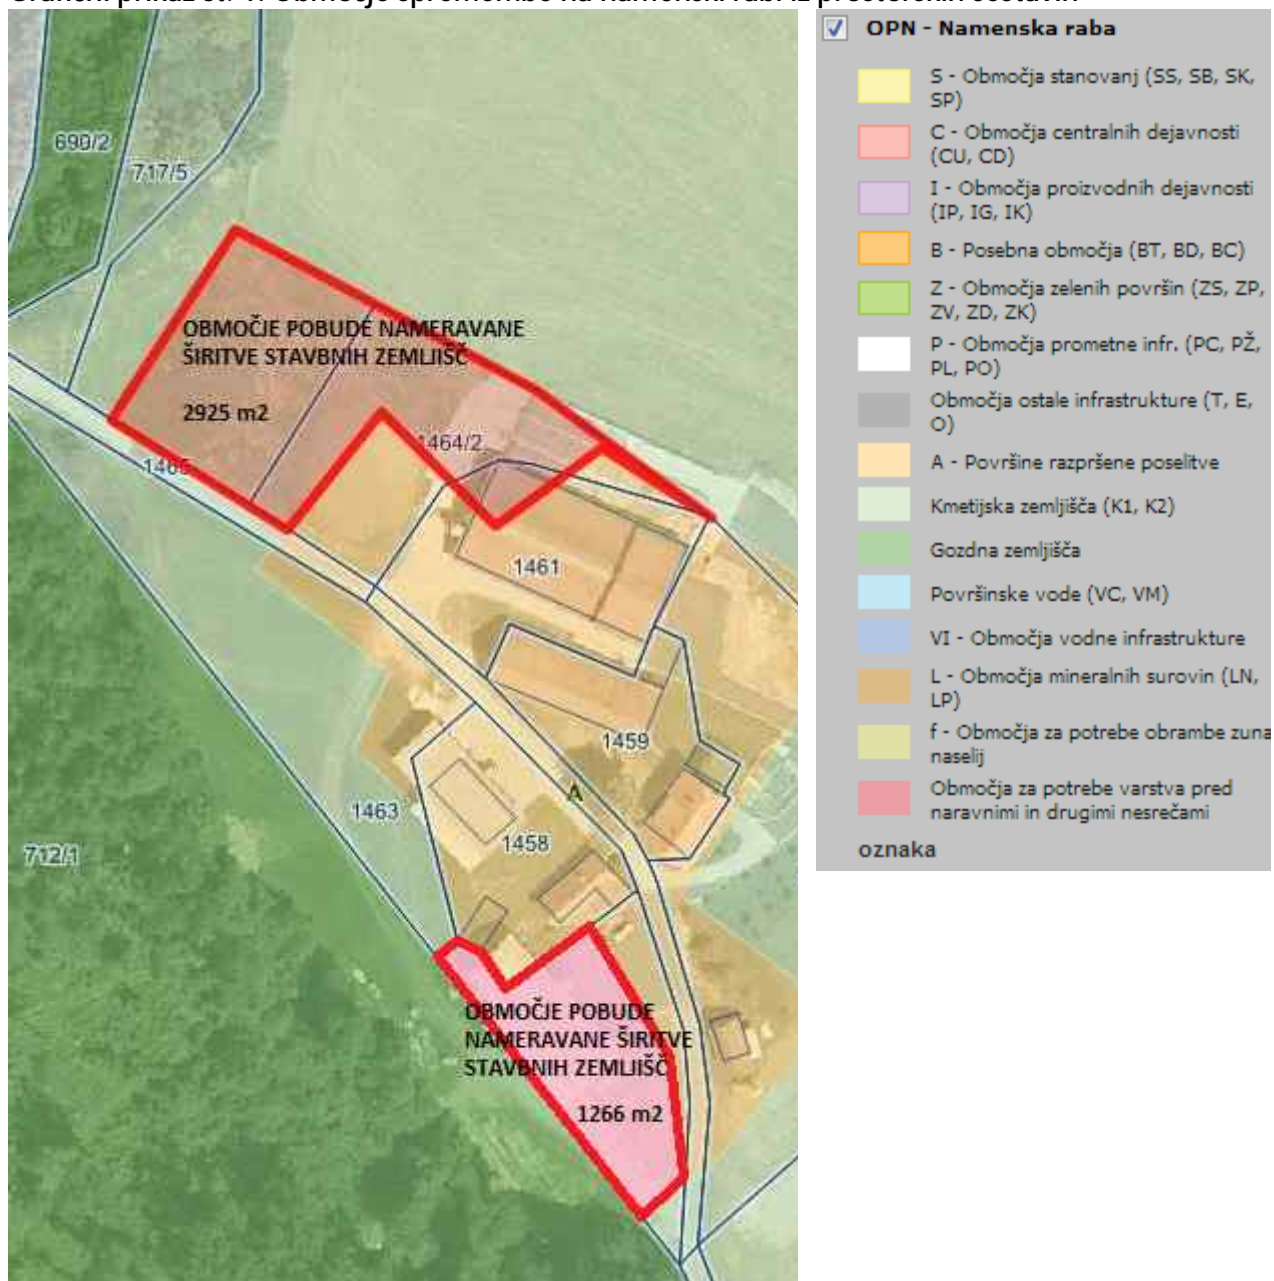 OPN - Namenska raba
S - Območja stanovanj (SS, SB, SK,
SP)
C - Območja centralnih dejavnosti
(CU, CD)
I - Območja proizvodnih dejavnosti
(IP, IG, IK)
B - Posebna območja (BT, BD, BC)
Z - Območja zelenih površin (ZS, ZP,
ZV, ZD, ZK)
P - Območja prometne infr. (PC, PŽ,
PL, PO)
Območja ostale infrastrukture (T, E,
O)
A - Površine razpršene poselitve
Kmetijska zemljišča (K1, K2)
Gozdna zemljišča
Površinske vode (VC, VM)
VI - Območja vodne infrastrukture
L - Območja mineralnih surovin (LN,
LP)
f - Območja za potrebe obrambe zuna
naselij
Območja za potrebe varstva pred
naravnimi in drugimi nesrečami
oznaka
690/2
717/5
OBMOČJE POBUDE NAMERAVANE
ŠIRITVE STAVBNIH ZEMLJIŠČ
2925 m2
1464/2
1465
1461
1459
A
1463
1458
712/1
OBMOČJE POBUDE
NAMERAVANE ŠIRITVE
STAVBNIH ZEMLJIŠČ
1266 m2